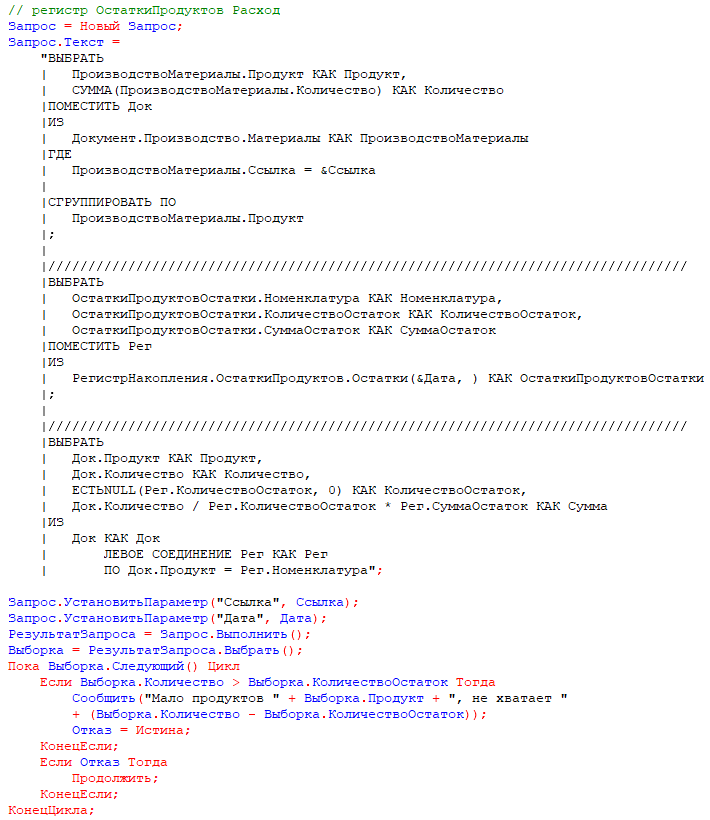 // регистр ОстаткиПродуктов Расход
Запрос = Новый Запрос;
Запрос.Текст =
    "ВЫБРАТЬ
    |   ПроизводствоМатериалы.Продукт КАК Продукт,
    |   СУММА(ПроизводствоМатериалы.Количество) КАК Количество
    |ПОМЕСТИТЬ Док
    |ИЗ
    |   Документ.Производство.Материалы КАК ПроизводствоМатериалы
    |ГДЕ
    |   ПроизводствоМатериалы.Ссылка = &Ссылка
    |
    |СГРУППИРОВАТЬ ПО
    |   ПроизводствоМатериалы.Продукт
    |;
    |
    |////////////////////////////////////////////////////////////////////////////////
    |ВЫБРАТЬ
    |   ОстаткиПродуктовОстатки.Номенклатура КАК Номенклатура,
    |   ОстаткиПродуктовОстатки.КоличествоОстаток КАК КоличествоОстаток,
    |   ОстаткиПродуктовОстатки.СуммаОстаток КАК СуммаОстаток
    |ПОМЕСТИТЬ Рег
    |ИЗ
    |   РегистрНакопления.ОстаткиПродуктов.Остатки(&Дата, ) КАК ОстаткиПродуктовОстатки
    |;
    |
    |////////////////////////////////////////////////////////////////////////////////
    |ВЫБРАТЬ
    |   Док.Продукт КАК Продукт,
    |   Док.Количество КАК Количество,
    |   ЕСТЬNULL(Рег.КоличествоОстаток, 0) КАК КоличествоОстаток,
    |   Док.Количество / Рег.КоличествоОстаток * Рег.СуммаОстаток КАК Сумма
    |ИЗ
    |   Док КАК Док
    |       ЛЕВОЕ СОЕДИНЕНИЕ Рег КАК Рег
    |       ПО Док.Продукт = Рег.Номенклатура";

Запрос.УстановитьПараметр("Ссылка", Ссылка);
Запрос.УстановитьПараметр("Дата", Дата);
РезультатЗапроса = Запрос.Выполнить();
Выборка = РезультатЗапроса.Выбрать();
Пока Выборка.Следующий() Цикл
    Если Выборка.Количество > Выборка.КоличествоОстаток Тогда
        Сообщить("Мало продуктов " + Выборка.Продукт + ", не хватает "
        + (Выборка.Количество - Выборка.КоличествоОстаток));
        Отказ = Истина;
    КонецЕсли;
    Если Отказ Тогда
        Продолжить;
    КонецЕсли;
КонецЦикла;